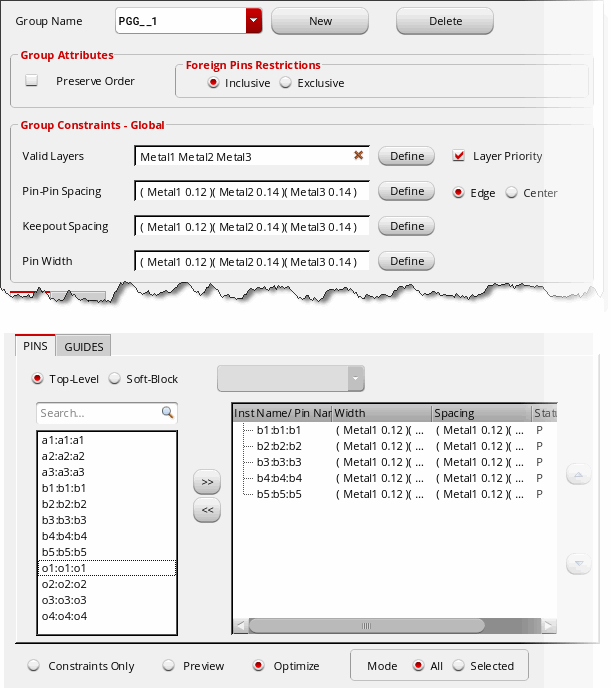 Group Name PGG__1 New Delete
Group Attributes
Preserve Order
Foreign Pins Restrictions
Inclusive Exclusive
Group Constraints - Global
Valid Layers Metal1 Metal2 Metal3 Define Layer Priority
Pin-Pin Spacing ( Metal1 0.12 )( Metal2 0.14 )( Metal3 0.14 ) Define Edge Center
Keepout Spacing ( Metal1 0.12 )( Metal2 0.14 )( Metal3 0.14 ) Define
Pin Width ( Metal1 0.12 )( Metal2 0.14 )( Metal3 0.14 ) Define
PINS GUIDES
Top-Level Soft-Block
Search...
a1:a1:a1
a2:a2:a2
a3:a3:a3
b1:b1:b1
b2:b2:b2
b3:b3:b3
b4:b4:b4
b5:b5:b5
o1:o1:o1
o2:o2:o2
o3:o3:o3
o4:o4:o4
>>
<<
Inst Name/ Pin Nar Width Spacing Statu
b1:b1:b1 ( Metal1 0.12 )( ... ( Metal1 0.12 )( ... P
b2:b2:b2 ( Metal1 0.12 )( ... ( Metal1 0.12 )( ... P
b3:b3:b3 ( Metal1 0.12 )( ... ( Metal1 0.12 )( ... P
b4:b4:b4 ( Metal1 0.12 )( ... ( Metal1 0.12 )( ... P
b5:b5:b5 ( Metal1 0.12 )( ... ( Metal1 0.12 )( ... P
Constraints Only Preview Optimize Mode All Selected